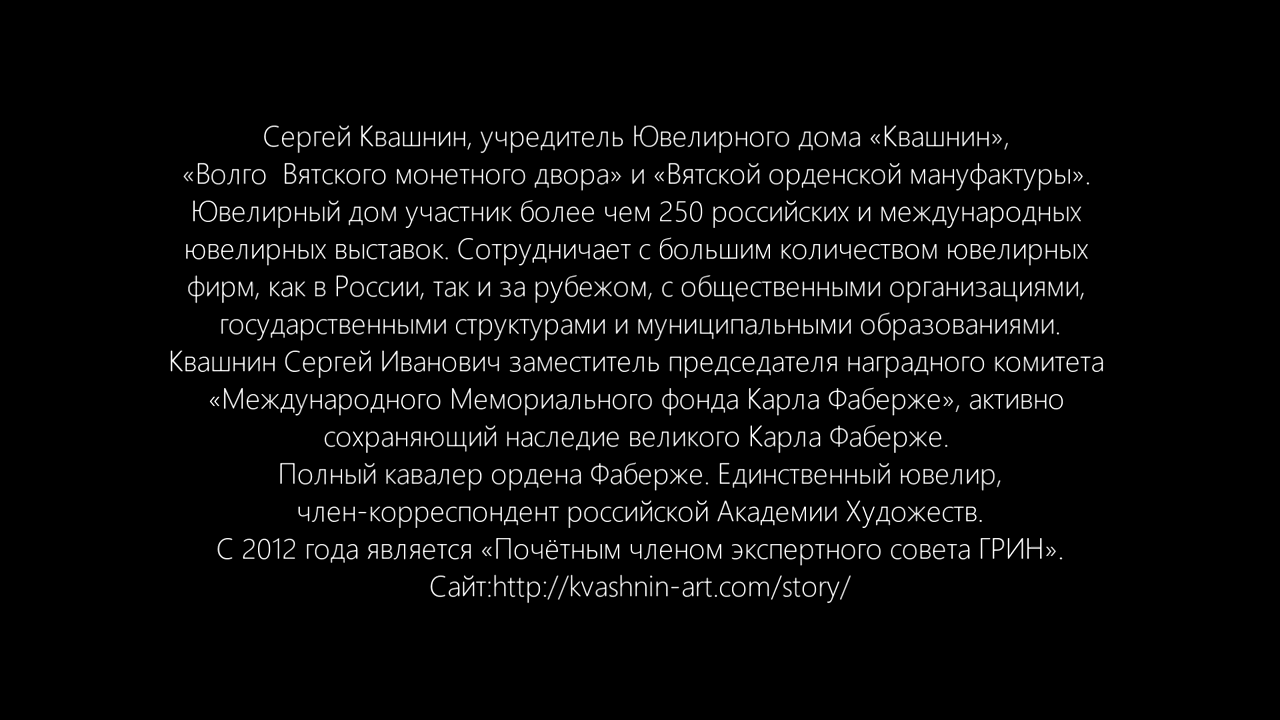 Сергей Квашнин, учредитель Ювелирного дома «Квашнин»,
«Волго  Вятского монетного двора» и «Вятской орденской мануфактуры».
Ювелирный дом участник более чем 250 российских и международных
ювелирных выставок. Сотрудничает с большим количеством ювелирных
фирм, как в России, так и за рубежом, с общественными организациями,
государственными структурами и муниципальными образованиями.
Квашнин Сергей Иванович заместитель председателя наградного комитета
«Международного Мемориального фонда Карла Фаберже», активно
сохраняющий наследие великого Карла Фаберже.
Полный кавалер ордена Фаберже. Единственный ювелир,
член-корреспондент российской Академии Художеств.
С 2012 года является «Почётным членом экспертного совета ГРИН».
Сайт:http://kvashnin-art.com/story/